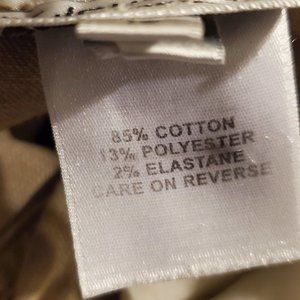 85% COTTON
13% POLYESTER
2% ELASTANE
CARE ON REVERSE